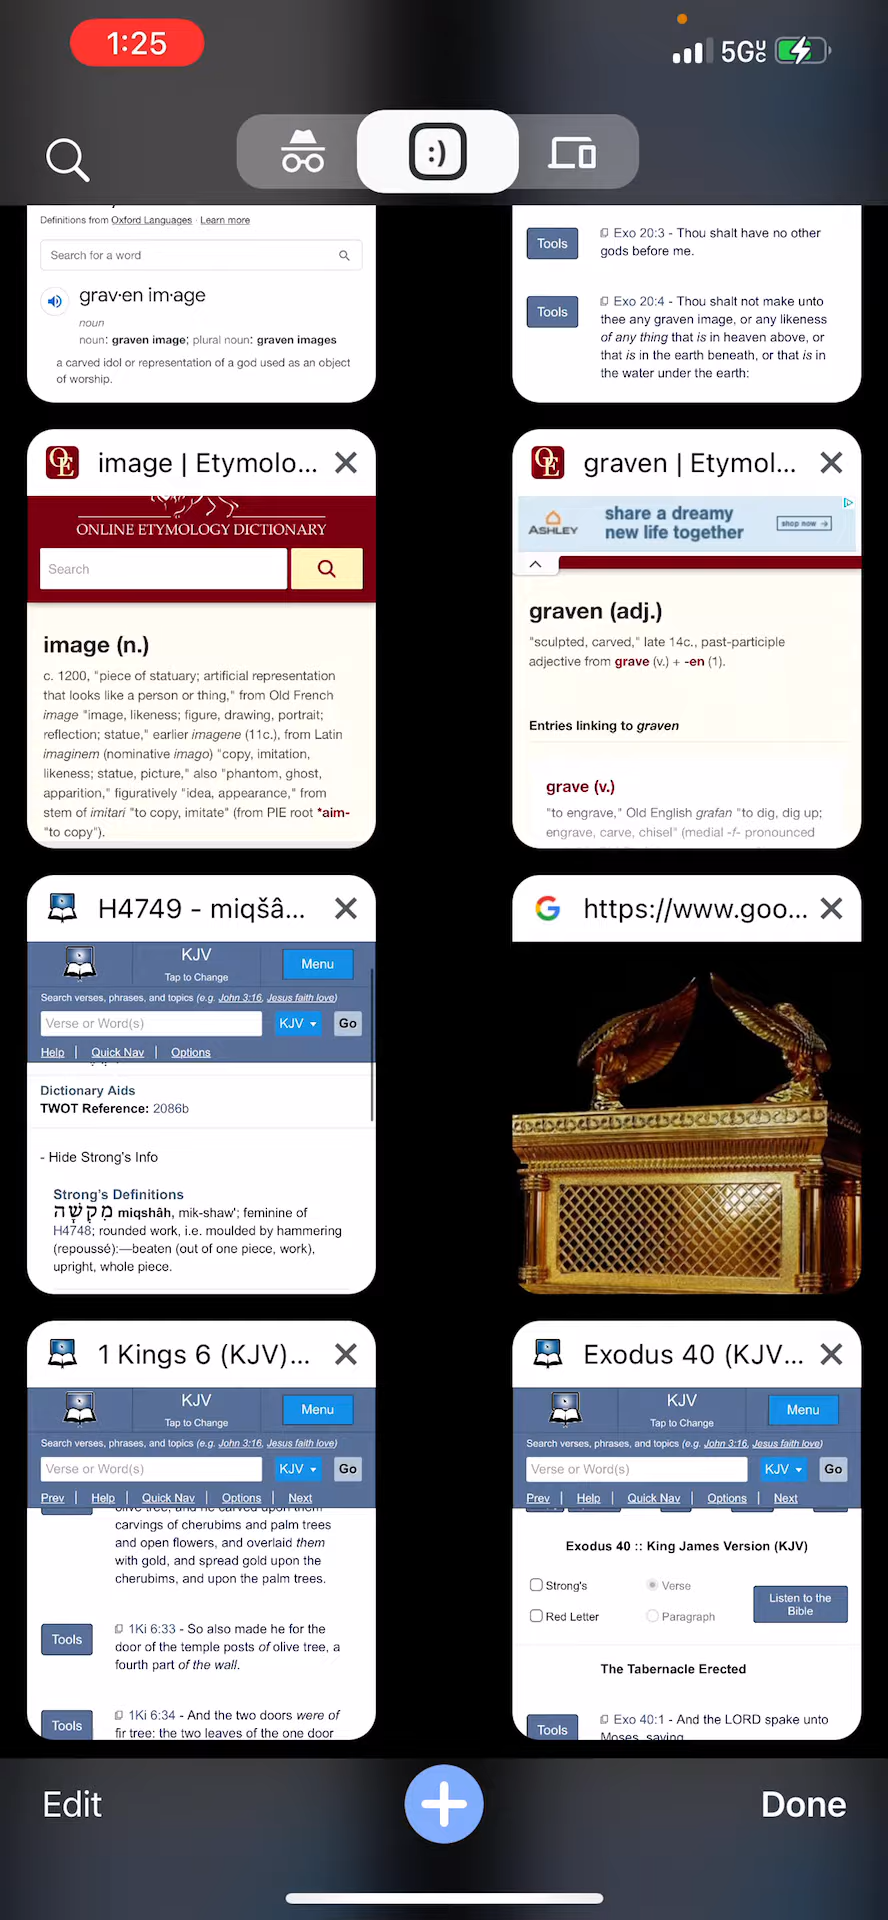 1:25
5G UC
:)
Definitions from Oxford Languages · Learn more
Search for a word
grav·en im·age
noun
noun: graven image; plural noun: graven images
a carved idol or representation of a god used as an object
of worship.
Tools
Exo 20:3 - Thou shalt have no other
gods before me.
Tools
Exo 20:4 - Thou shalt not make unto
thee any graven image, or any likeness
of any thing that is in heaven above, or
that is in the earth beneath, or that is in
the water under the earth:
OE
image | Etymolo...
ONLINE ETYMOLOGY DICTIONARY
Search
image (n.)
c. 1200, "piece of statuary; artificial representation
that looks like a person or thing," from Old French
image "image, likeness; figure, drawing, portrait;
reflection; statue," earlier imagene (11c.), from Latin
imaginem (nominative imago) "copy, imitation,
likeness; statue, picture," also "phantom, ghost,
apparition," figuratively "idea, appearance," from
stem of imitari "to copy, imitate" (from PIE root *aim-
"to copy").
OE
graven | Etymol...
ASHLEY
share a dreamy
new life together
shop now →
graven (adj.)
"sculpted, carved," late 14c., past-participle
adjective from grave (v.) + -en (1).
Entries linking to graven
grave (v.)
"to engrave," Old English grafan "to dig, dig up;
engrave, carve, chisel" (medial -f- pronounced
H4749 - miqšâ...
KJV
Tap to Change
Menu
Search verses, phrases, and topics (e.g. John 3:16, Jesus faith love)
Verse or Word(s)
KJV
Go
Help | Quick Nav | Options
Dictionary Aids
TWOT Reference: 2086b
- Hide Strong's Info
Strong's Definitions
מִקְשָׁה miqshâh, mik-shaw'; feminine of
H4748; rounded work, i.e. moulded by hammering
(repoussé):—beaten (out of one piece, work),
upright, whole piece.
G
https://www.goo...
1 Kings 6 (KJV)...
KJV
Tap to Change
Menu
Search verses, phrases, and topics (e.g. John 3:16, Jesus faith love)
Verse or Word(s)
KJV
Go
Prev | Help | Quick Nav | Options | Next
olive tree; and he carved upon them
carvings of cherubims and palm trees
and open flowers, and overlaid them
with gold, and spread gold upon the
cherubims, and upon the palm trees.
Tools
1Ki 6:33 - So also made he for the
door of the temple posts of olive tree, a
fourth part of the wall.
Tools
1Ki 6:34 - And the two doors were of
fir tree: the two leaves of the one door
Exodus 40 (KJV...
KJV
Tap to Change
Menu
Search verses, phrases, and topics (e.g. John 3:16, Jesus faith love)
Verse or Word(s)
KJV
Go
Prev | Help | Quick Nav | Options | Next
Exodus 40 :: King James Version (KJV)
Strong's
Verse
Red Letter
Paragraph
Listen to the
Bible
The Tabernacle Erected
Tools
Exo 40:1 - And the LORD spake unto
Moses, saying,
Edit
Done